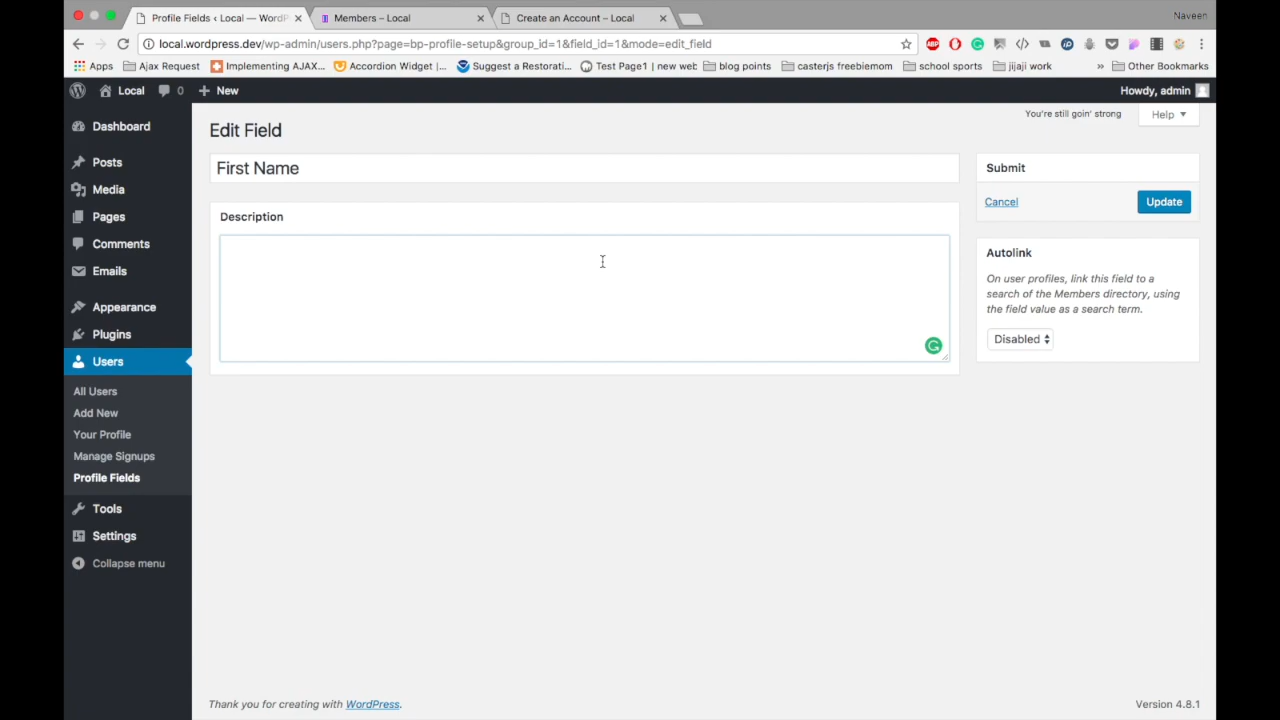 Profile Fields ‹ Local — WordP
Members – Local
Create an Account – Local
Naveen
local.wordpress.dev/wp-admin/users.php?page=bp-profile-setup&group_id=1&field_id=1&mode=edit_field
Apps
Ajax Request
Implementing AJAX...
Accordion Widget |...
Suggest a Restorati...
Test Page1 | new web
blog points
casterjs freebiemom
school sports
jijaji work
»
Other Bookmarks
Local
0
New
Howdy, admin
Dashboard
Posts
Media
Pages
Comments
Emails
Appearance
Plugins
Users
All Users
Add New
Your Profile
Manage Signups
Profile Fields
Tools
Settings
Collapse menu
You're still goin' strong
Help
Edit Field
First Name
Description
Submit
Cancel
Update
Autolink
On user profiles, link this field to a
search of the Members directory, using
the field value as a search term.
Disabled
Thank you for creating with WordPress.
Version 4.8.1